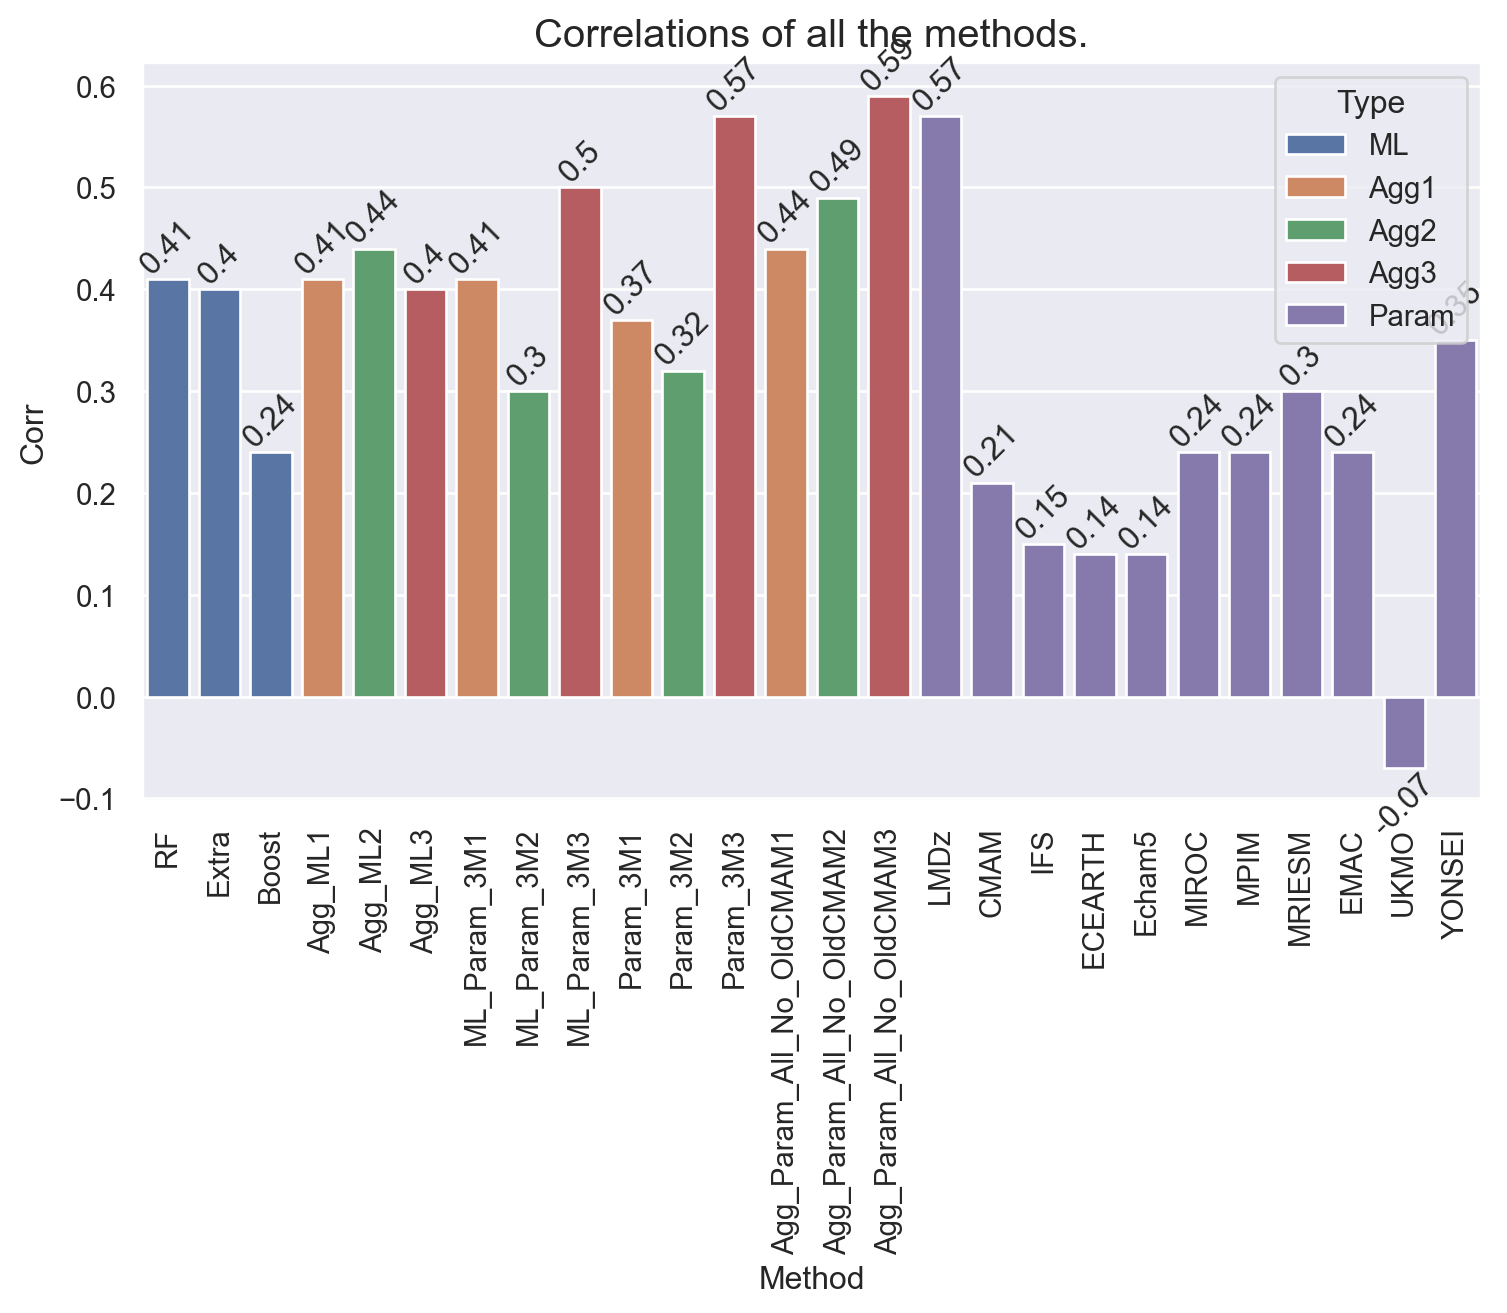 Correlations of all the methods.
Corr
0.6
0.5
0.4
0.3
0.2
0.1
0.0
−0.1
0.41
0.4
0.24
0.41
0.44
0.4
0.41
0.3
0.5
0.37
0.32
0.57
0.44
0.49
0.59
0.57
0.21
0.15
0.14
0.14
0.24
0.24
0.3
0.24
-0.07
0.35
Type
ML
Agg1
Agg2
Agg3
Param
RF
Extra
Boost
Agg_ML1
Agg_ML2
Agg_ML3
ML_Param_3M1
ML_Param_3M2
ML_Param_3M3
Param_3M1
Param_3M2
Param_3M3
Agg_Param_All_No_OldCMAM1
Agg_Param_All_No_OldCMAM2
Agg_Param_All_No_OldCMAM3
LMDz
CMAM
IFS
ECEARTH
Echam5
MIROC
MPIM
MRIESM
EMAC
UKMO
YONSEI
Method